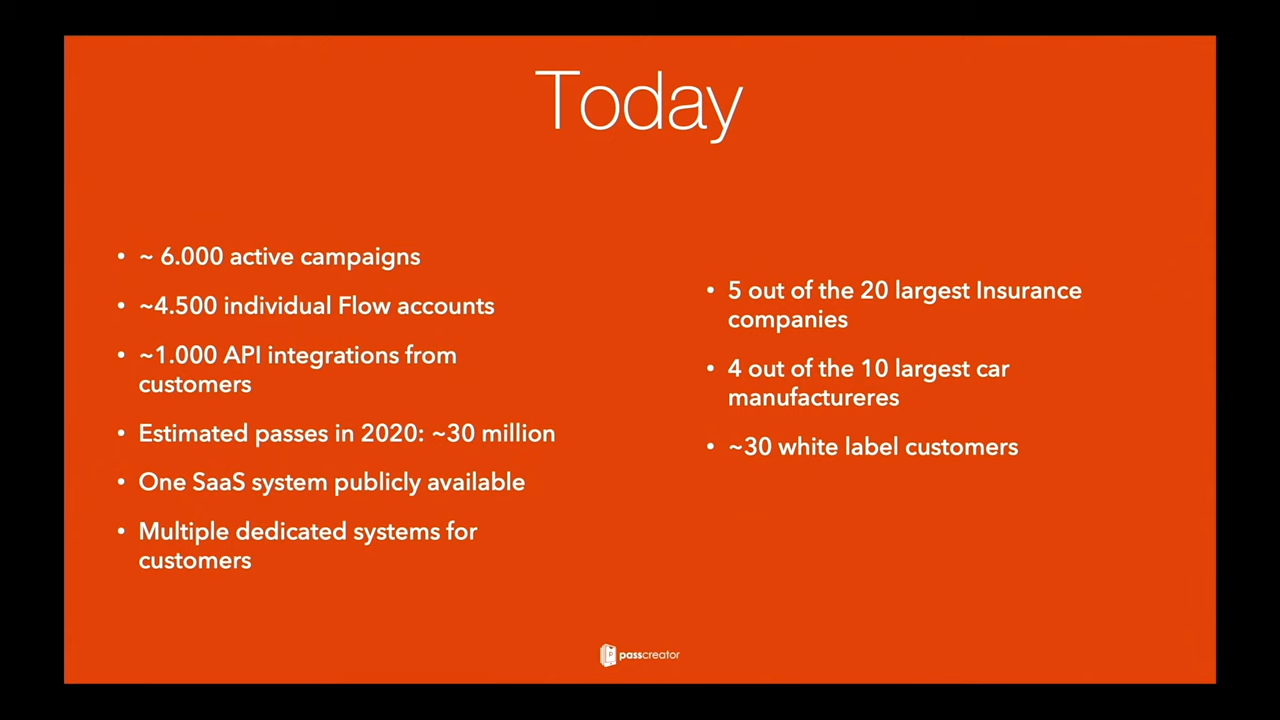 Today
• ~ 6.000 active campaigns
• ~4.500 individual Flow accounts
• ~1.000 API integrations from
customers
• Estimated passes in 2020: ~30 million
• One SaaS system publicly available
• Multiple dedicated systems for
customers
• 5 out of the 20 largest Insurance
companies
• 4 out of the 10 largest car
manufactureres
• ~30 white label customers
passcreator